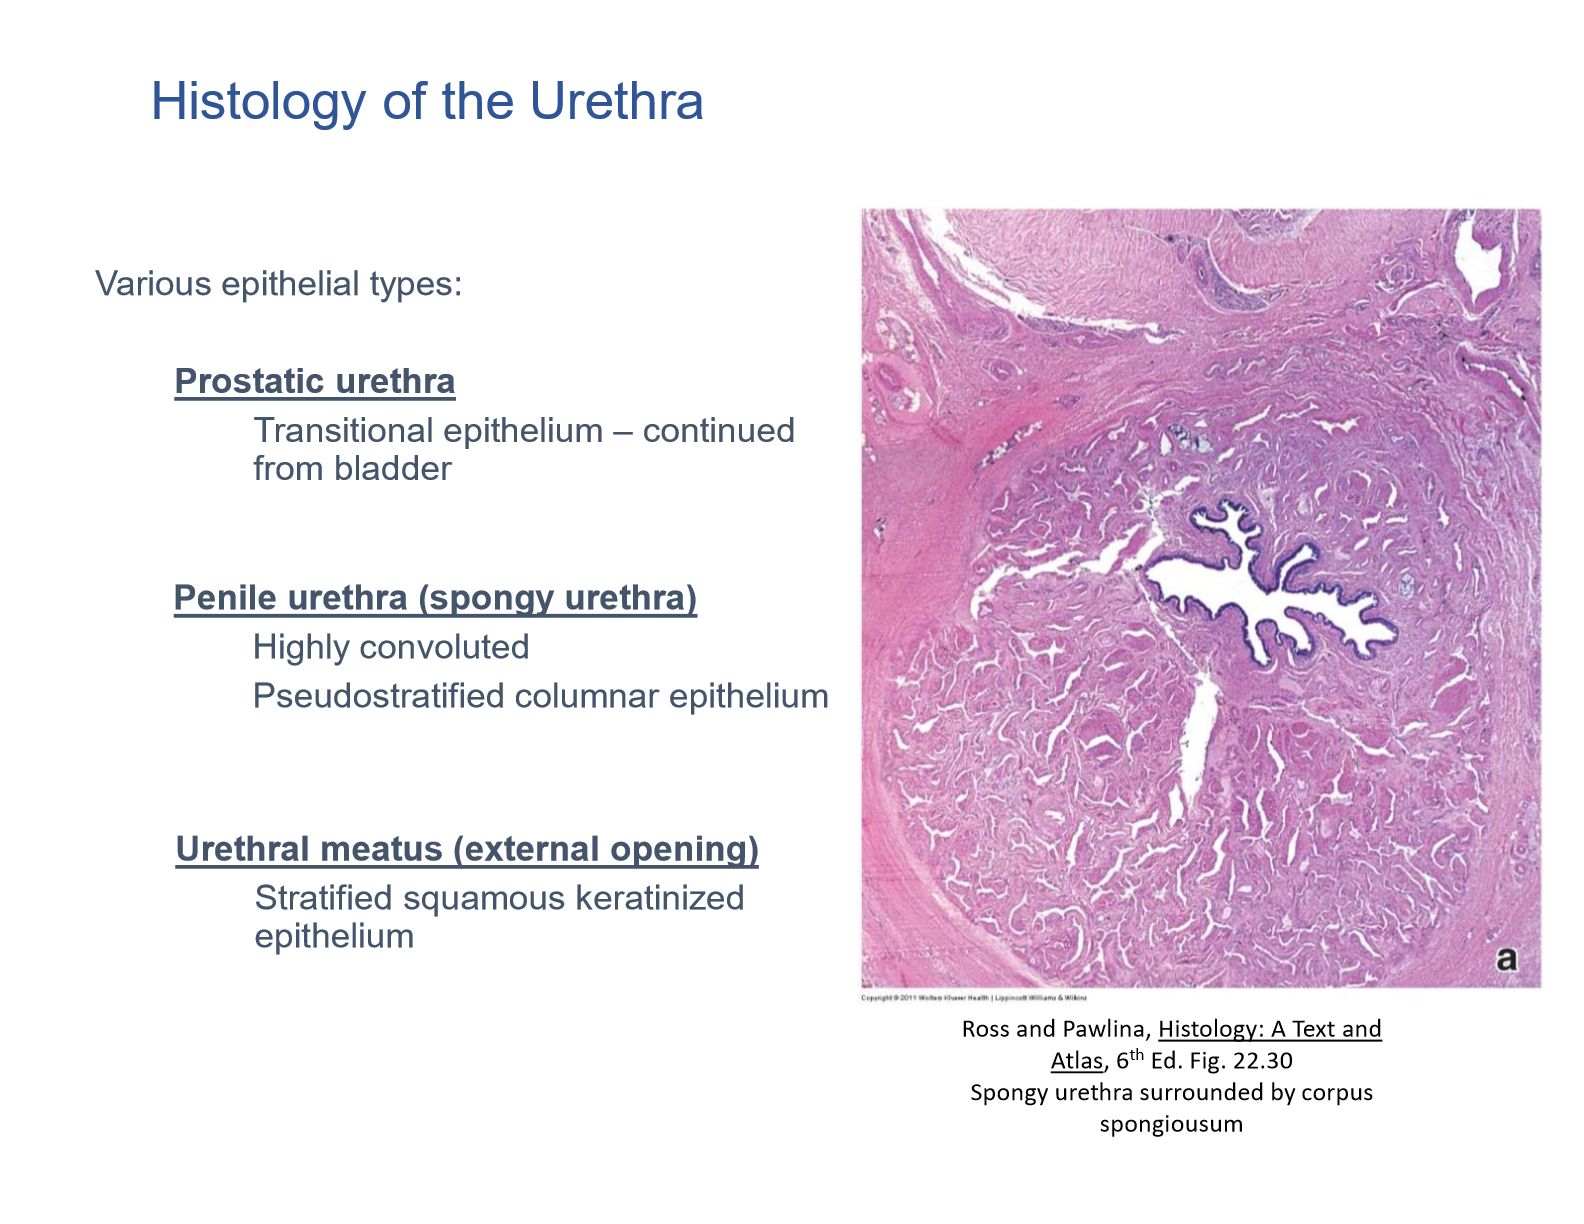 Histology of the Urethra
Various epithelial types:
Prostatic urethra
Transitional epithelium – continued
from bladder
Penile urethra (spongy urethra)
Highly convoluted
Pseudostratified columnar epithelium
Urethral meatus (external opening)
Stratified squamous keratinized
epithelium
a
Copyright © 2011 Wolters Kluwer Health | Lippincott Williams & Wilkins
Ross and Pawlina, Histology: A Text and
Atlas, 6th Ed. Fig. 22.30
Spongy urethra surrounded by corpus
spongiousum